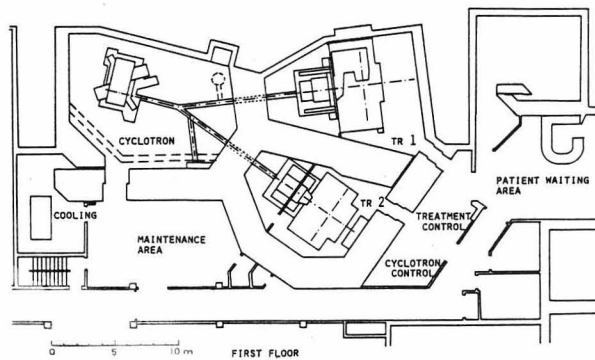 TR 1
CYCLOTRON
PATIENT WAITING
AREA
COOLING
TR 2
TREATMENT
CONTROL
MAINTENANCE
AREA
CYCLOTRON
CONTROL
0 5 10 m
FIRST FLOOR